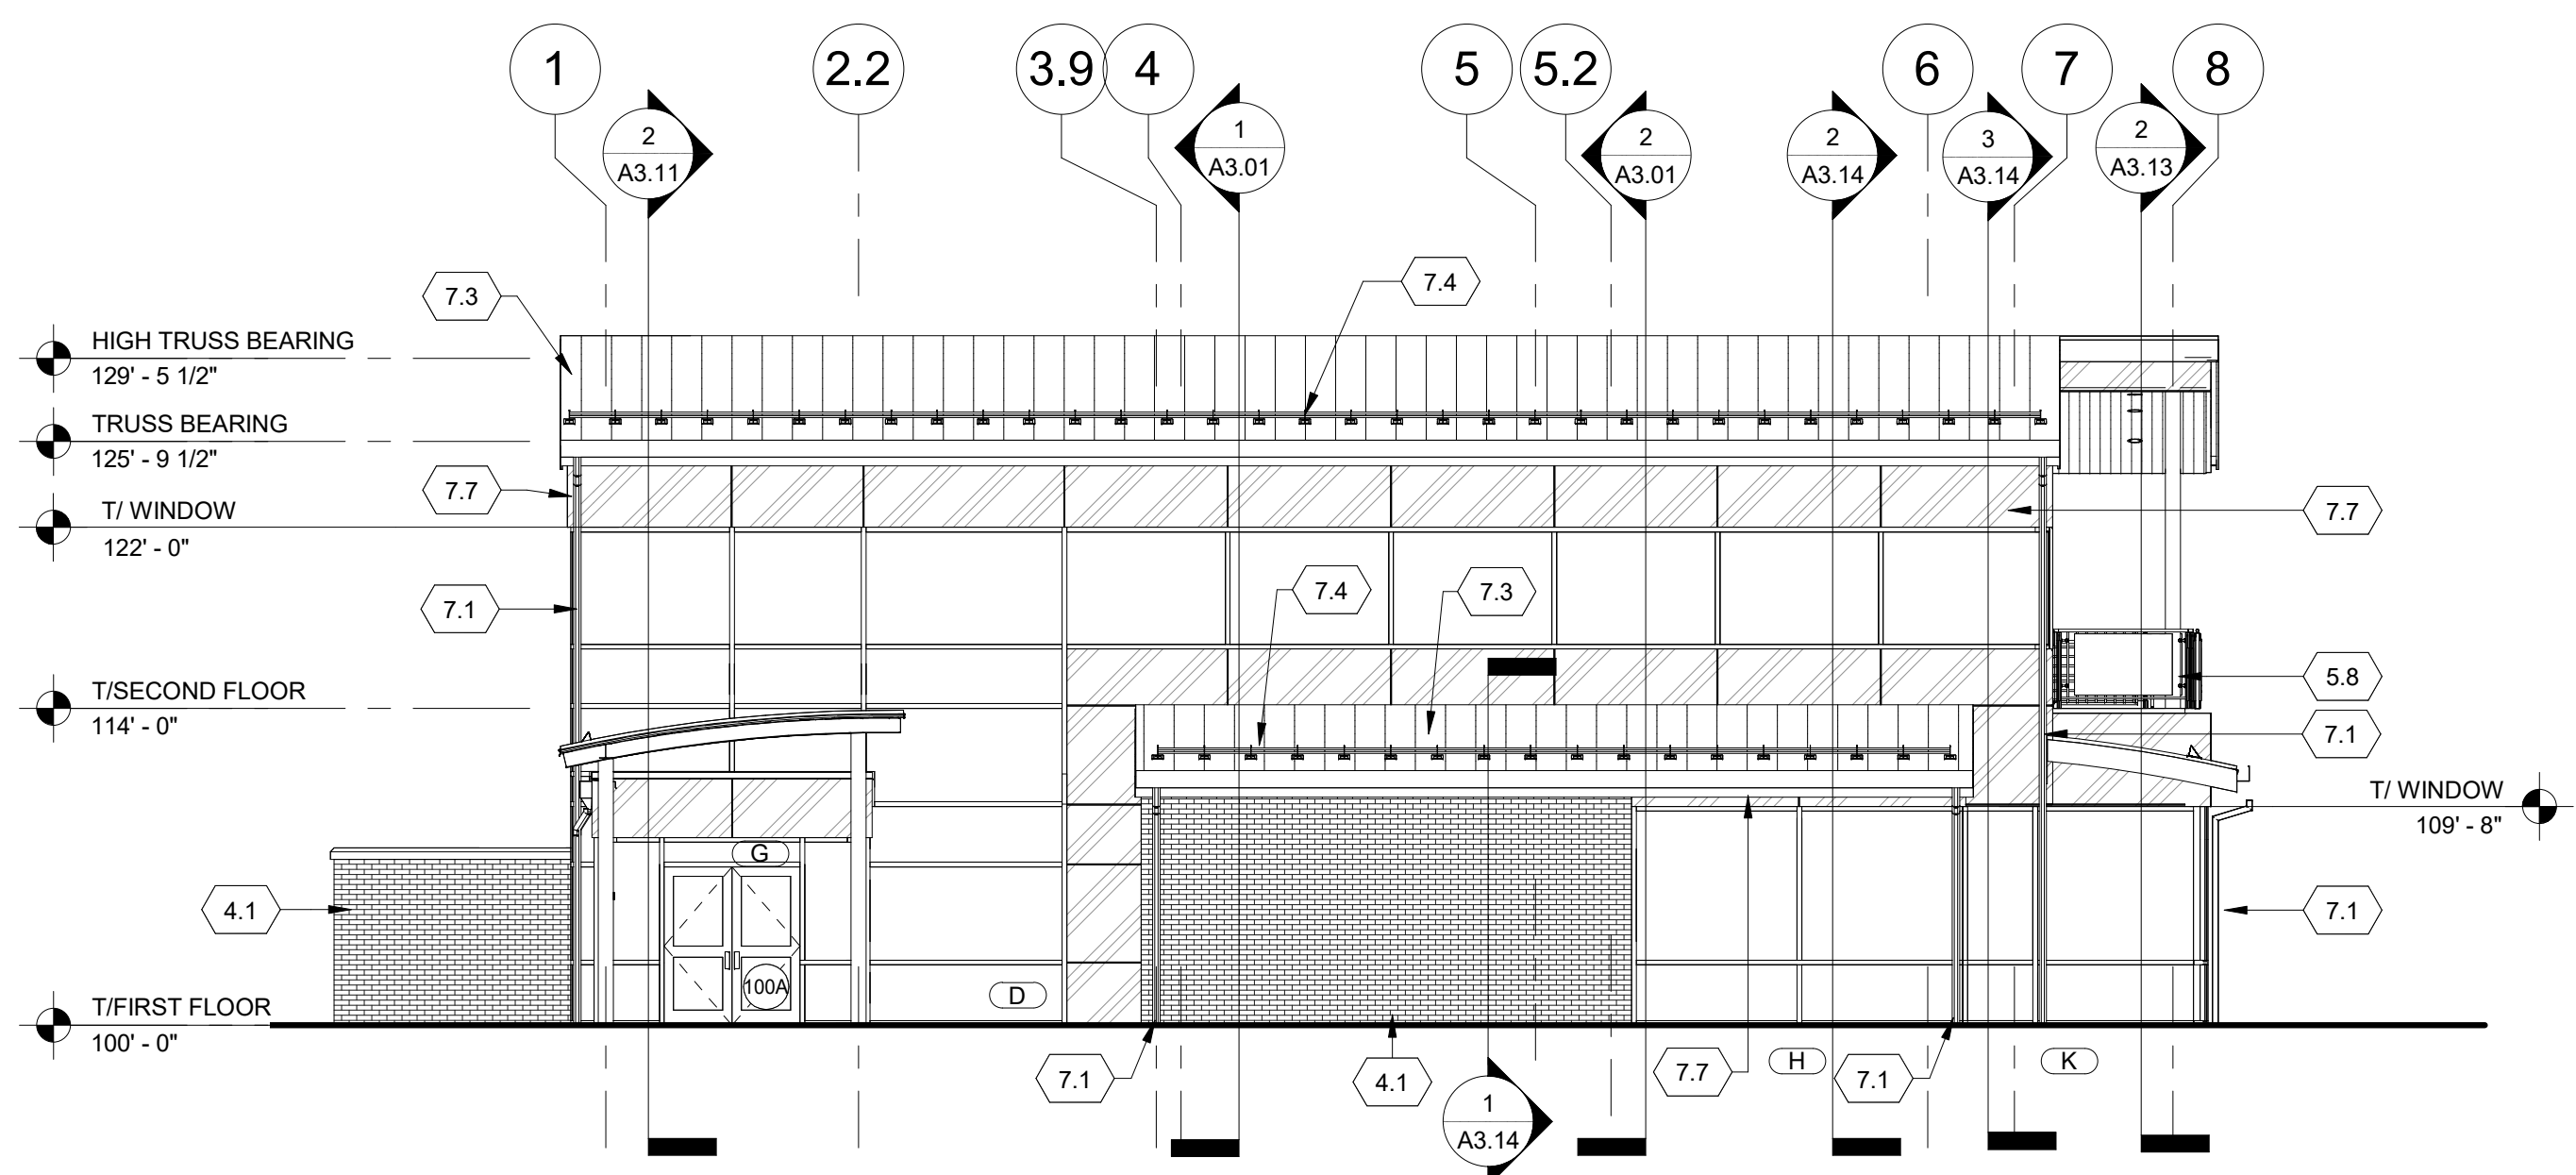 1
2.2
3.9
4
5
5.2
6
7
8
2
A3.11
1
A3.01
2
A3.01
2
A3.14
3
A3.14
2
A3.13
7.3
7.4
HIGH TRUSS BEARING
129' - 5 1/2"
TRUSS BEARING
125' - 9 1/2"
7.7
T/ WINDOW
122' - 0"
7.7
7.1
7.4
7.3
T/SECOND FLOOR
114' - 0"
5.8
7.1
T/ WINDOW
109' - 8"
G
4.1
7.1
100A
D
T/FIRST FLOOR
100' - 0"
7.1
4.1
7.7
H
7.1
K
1
A3.14